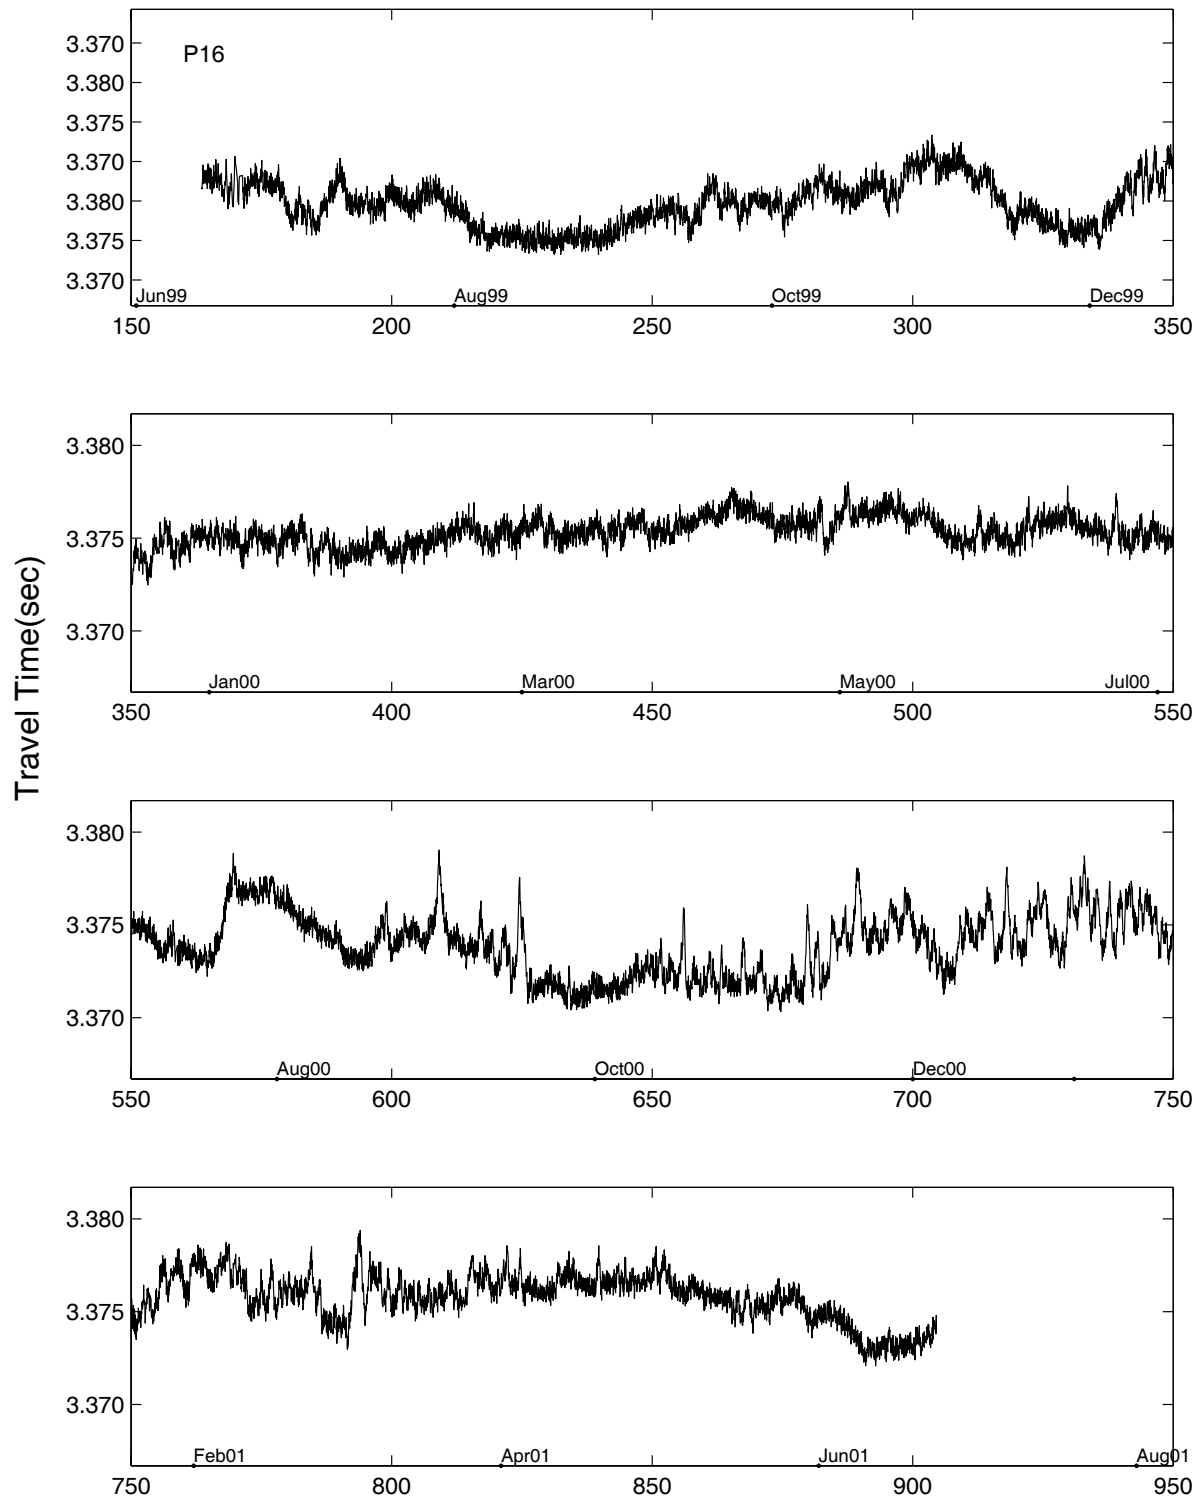 3.370
P16
3.380
3.375
3.370
3.380
3.375
3.370
Jun99 Aug99 Oct99 Dec99
150 200 250 300 350
3.380
3.375
3.370
Jan00 Mar00 May00 Jul00
350 400 450 500 550
Travel Time(sec)
3.380
3.375
3.370
Aug00 Oct00 Dec00
550 600 650 700 750
3.380
3.375
3.370
Feb01 Apr01 Jun01 Aug01
750 800 850 900 950